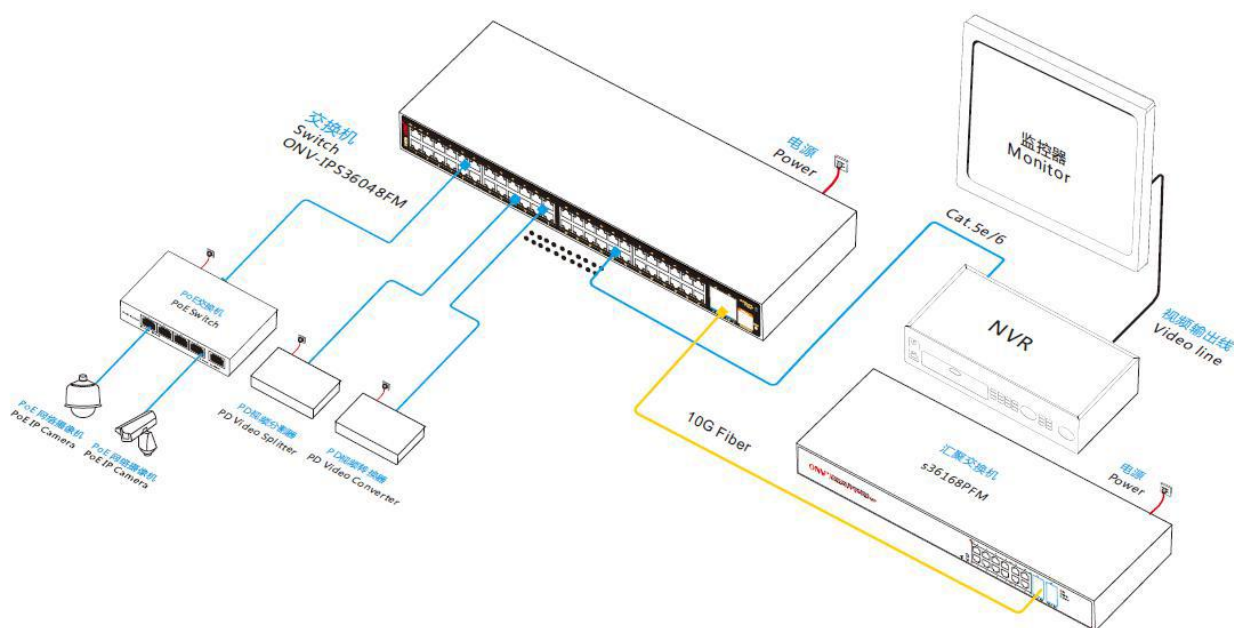 交换机
Switch
ONV-IPS36048FM
电源
Power
监控器
Monitor
Cat.5e/6
PoE交换机
PoE Switch
NVR
视频输出线
Video line
PoE 网络摄像机
PoE IP Camera
PoE 网络摄像机
PoE IP Camera
PD视频分割器
PD Video Splitter
PD视频转换器
PD Video Converter
10G Fiber
汇聚交换机
s36168PFM
电源
Power
ONV